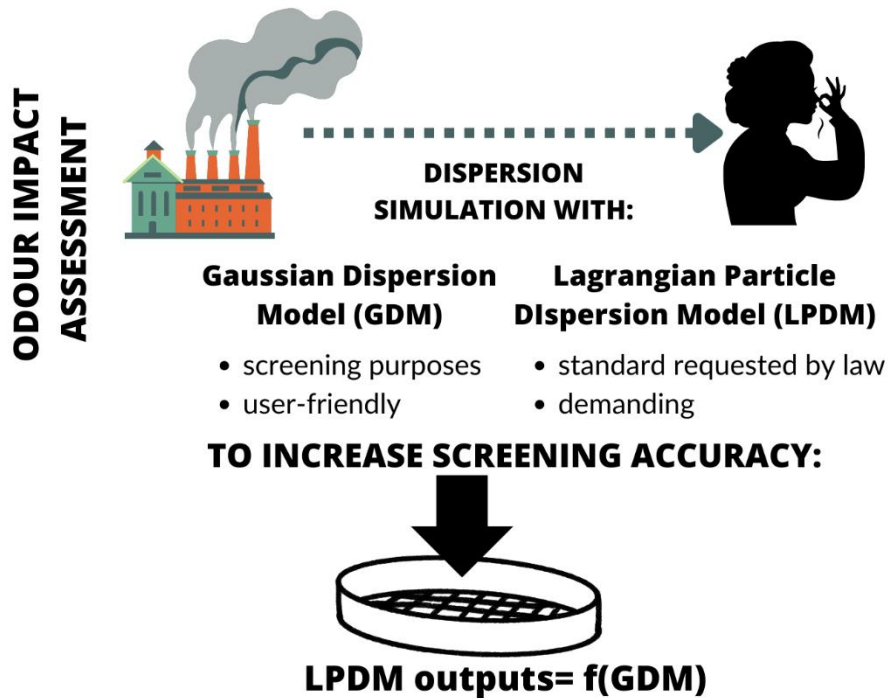 ODOUR IMPACT
ASSESSMENT
DISPERSION
SIMULATION WITH:
Gaussian Dispersion
Model (GDM)
• screening purposes
• user-friendly
Lagrangian Particle
DIspersion Model (LPDM)
• standard requested by law
• demanding
TO INCREASE SCREENING ACCURACY:
LPDM outputs= f(GDM)